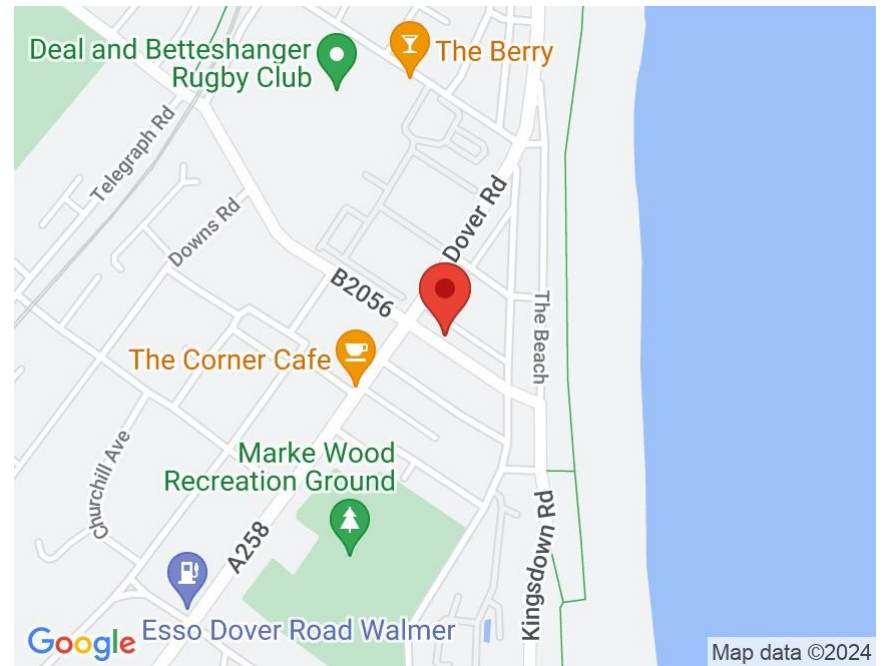 Deal and Betteshanger
Rugby Club
The Berry
Telegraph Rd
Downs Rd
Dover Rd
B2056
The Beach
The Corner Cafe
Churchill Ave
Marke Wood
Recreation Ground
A258
Kingsdown Rd
Esso Dover Road Walmer
Google
Map data ©2024